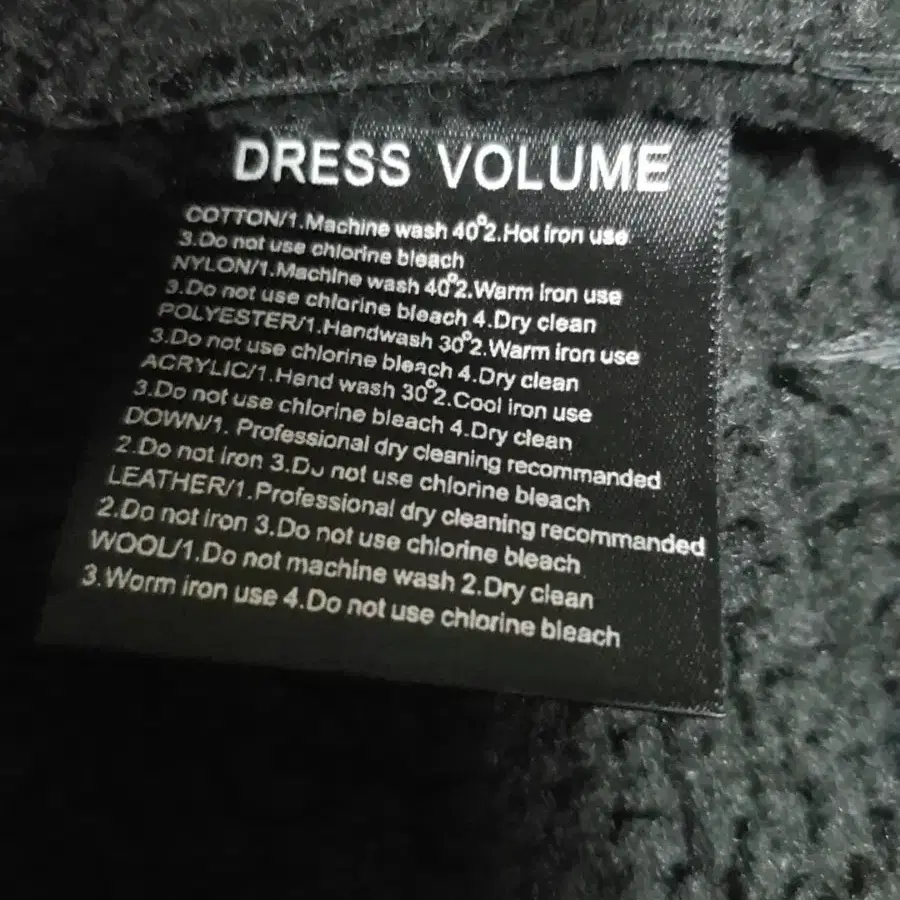 DRESS VOLUME
COTTON/1.Machine wash 40°2.Hot iron use
3.Do not use chlorine bleach
NYLON/1.Machine wash 40°2.Warm iron use
3.Do not use chlorine bleach 4.Dry clean
POLYESTER/1.Handwash 30°2.Warm iron use
3.Do not use chlorine bleach 4.Dry clean
ACRYLIC/1.Hand wash 30°2.Cool iron use
3.Do not use chlorine bleach 4.Dry clean
DOWN/1. Professional dry cleaning recommanded
2.Do not iron 3.Do not use chlorine bleach
LEATHER/1.Professional dry cleaning recommanded
2.Do not iron 3.Do not use chlorine bleach
WOOL/1.Do not machine wash 2.Dry clean
3.Worm iron use 4.Do not use chlorine bleach